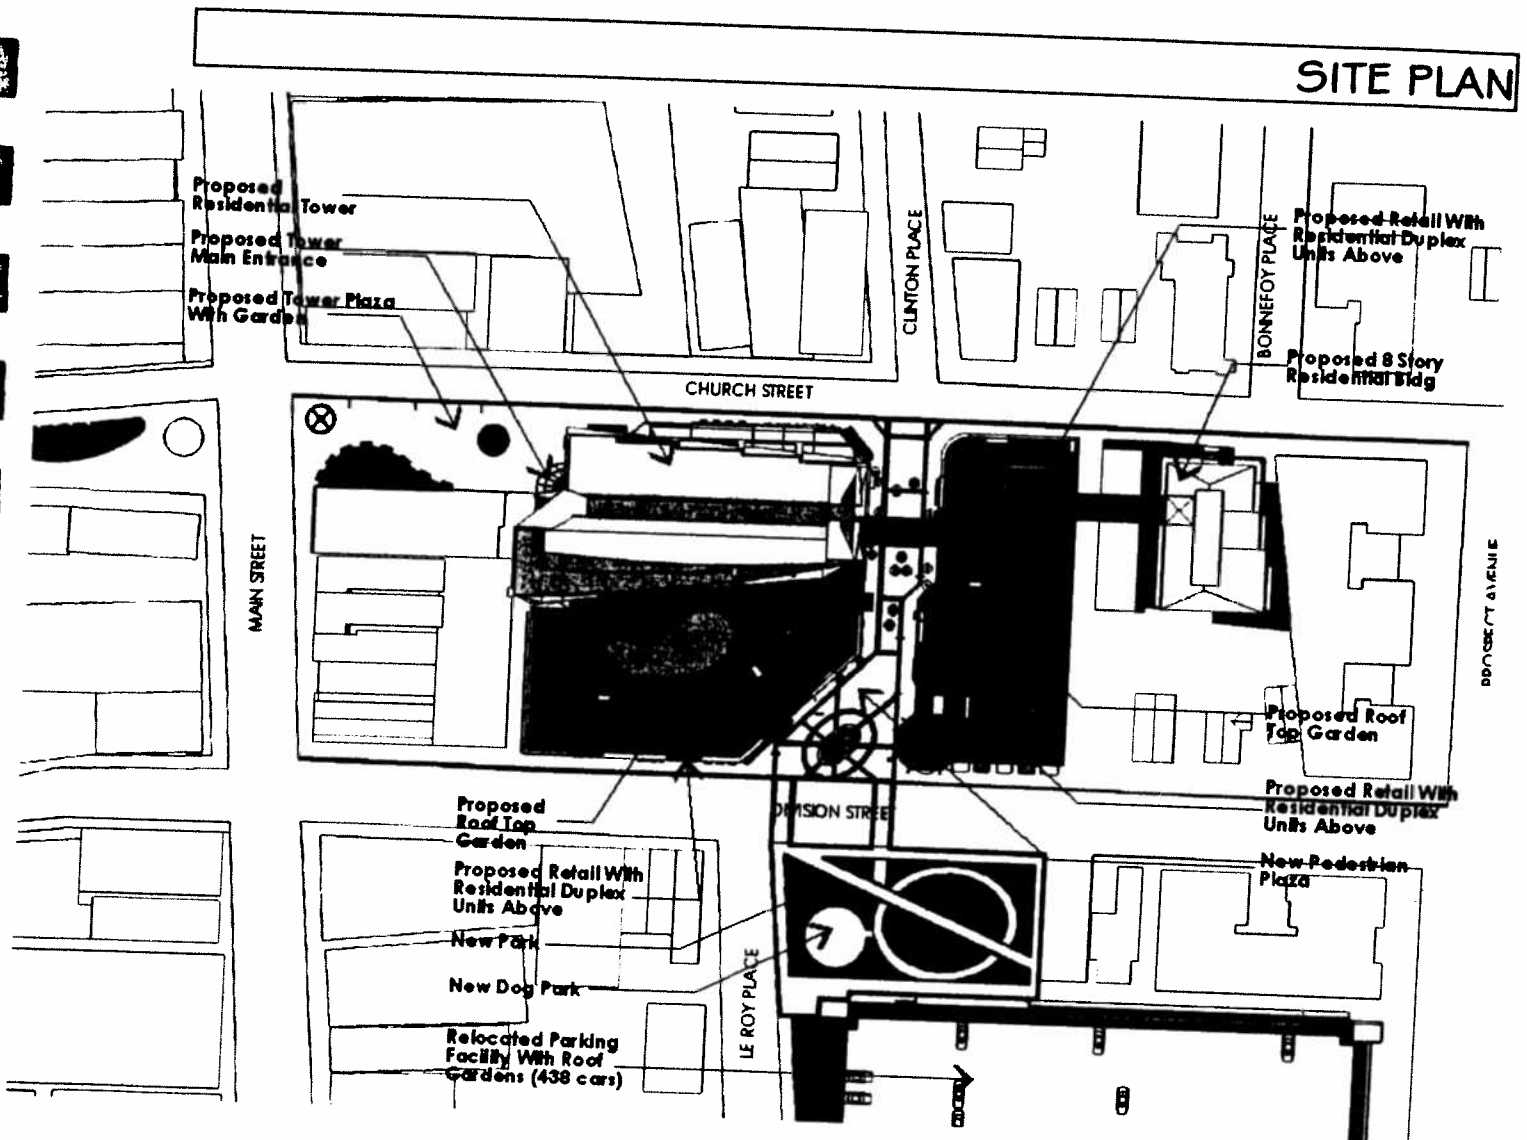 SITE PLAN
Proposed
Residential Tower
Proposed Tower
Main Entrance
Proposed Tower Plaza
With Garden
CLINTON PLACE
BONNEFOY PLACE
Proposed Retail With
Residential Duplex
Units Above
Proposed 8 Story
Residential Bldg
CHURCH STREET
MAIN STREET
PROSPECT AVENUE
Proposed Roof
Top Garden
Proposed Retail With
Residential Duplex
Units Above
New Pedestrian
Plaza
DIVISION STREET
Proposed
Roof Top
Garden
Proposed Retail With
Residential Duplex
Units Above
New Park
New Dog Park
LE ROY PLACE
Relocated Parking
Facility With Roof
Gardens (438 cars)